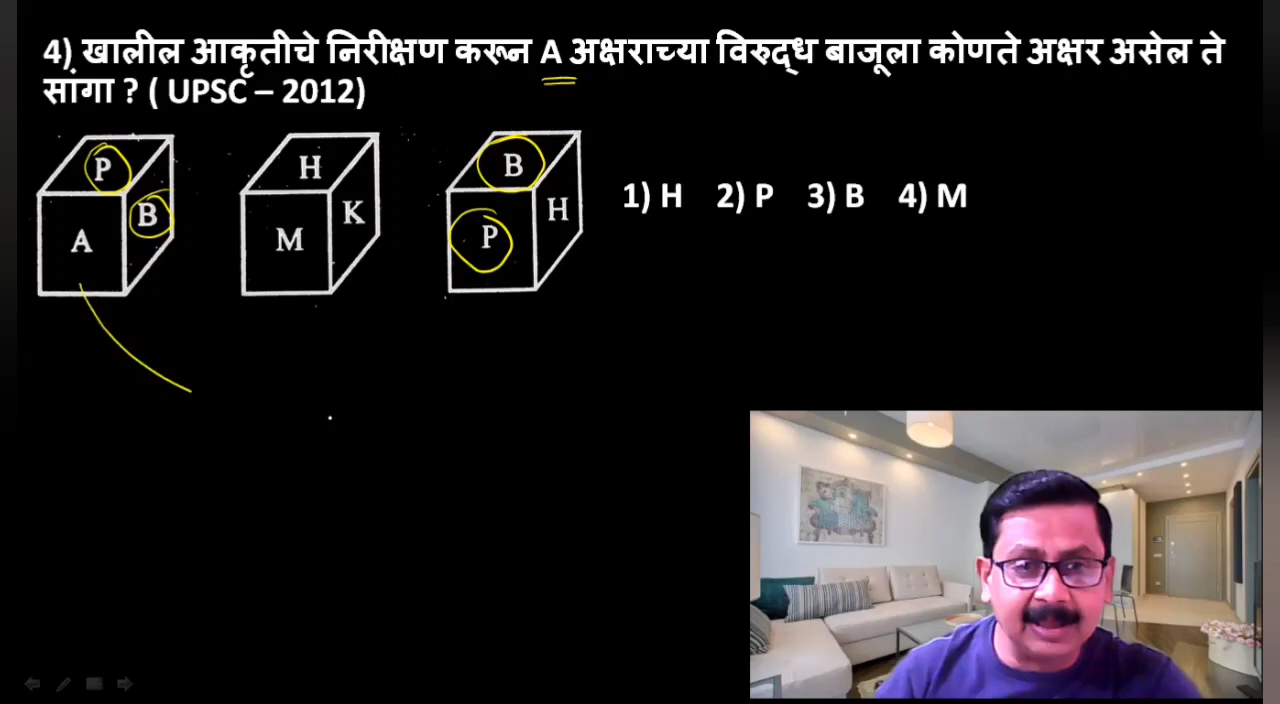 4) खालील आकृतीचे निरीक्षण करून A अक्षराच्या विरुद्ध बाजूला कोणते अक्षर असेल ते
सांगा ? ( UPSC – 2012)
P
B
A
H
K
M
B
H
P
1) H 2) P 3) B 4) M